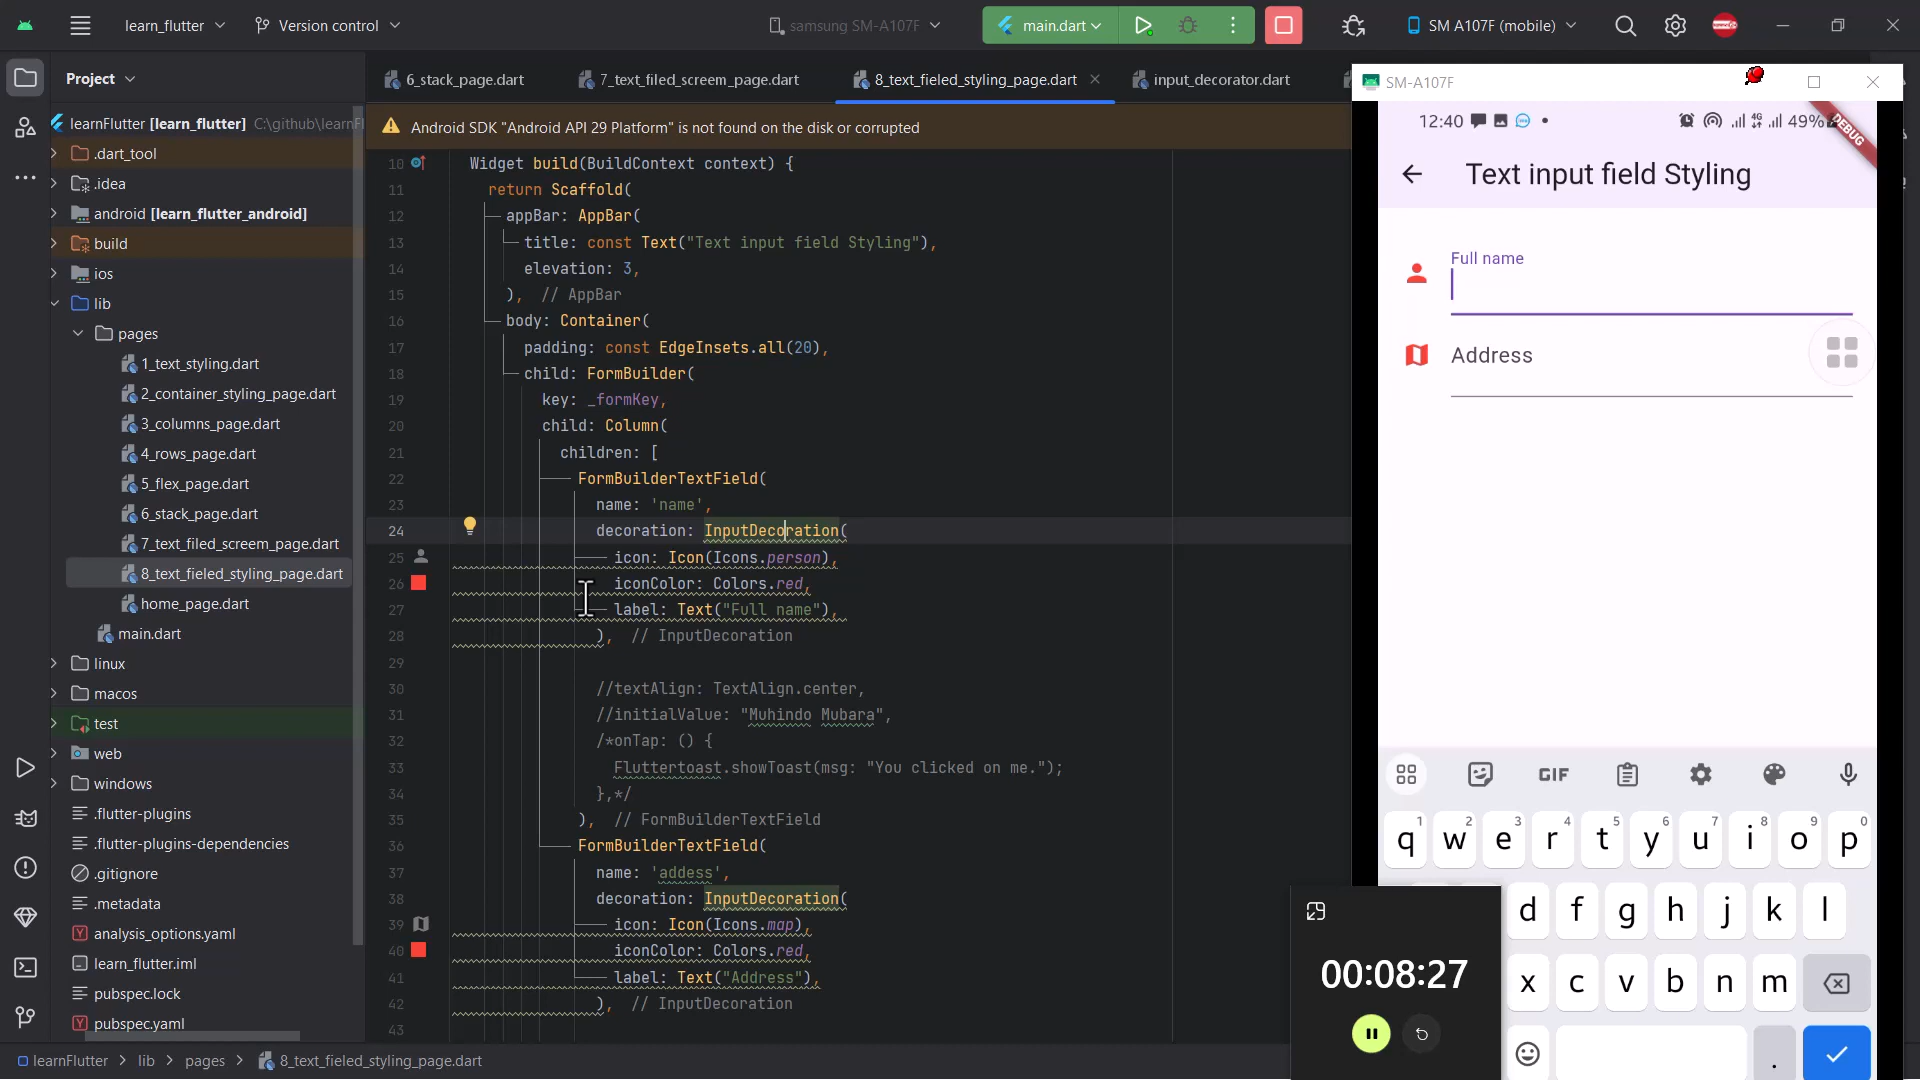 learn_flutter
Version control
samsung SM-A107F
main.dart
SM A107F (mobile)
Project
6_stack_page.dart
7_text_filed_screem_page.dart
8_text_fieled_styling_page.dart
input_decorator.dart
Android SDK "Android API 29 Platform" is not found on the disk or corrupted
learnFlutter [learn_flutter] C:\github\learnFl
.dart_tool
.idea
android [learn_flutter_android]
build
ios
lib
pages
1_text_styling.dart
2_container_styling_page.dart
3_columns_page.dart
4_rows_page.dart
5_flex_page.dart
6_stack_page.dart
7_text_filed_screem_page.dart
8_text_fieled_styling_page.dart
home_page.dart
main.dart
linux
macos
test
web
windows
.flutter-plugins
.flutter-plugins-dependencies
.gitignore
.metadata
analysis_options.yaml
learn_flutter.iml
pubspec.lock
pubspec.yaml
10 Widget build(BuildContext context) {
11 return Scaffold(
12 appBar: AppBar(
13 title: const Text("Text input field Styling"),
14 elevation: 3,
15 ), // AppBar
16 body: Container(
17 padding: const EdgeInsets.all(20),
18 child: FormBuilder(
19 key: _formKey,
20 child: Column(
21 children: [
22 FormBuilderTextField(
23 name: 'name',
24 decoration: InputDecoration(
25 icon: Icon(Icons.person),
26 iconColor: Colors.red,
27 label: Text("Full name"),
28 ), // InputDecoration
29
30 //textAlign: TextAlign.center,
31 //initialValue: "Muhindo Mubara",
32 /*onTap: () {
33 Fluttertoast.showToast(msg: "You clicked on me.");
34 },*/
35 ), // FormBuilderTextField
36 FormBuilderTextField(
37 name: 'addess',
38 decoration: InputDecoration(
39 icon: Icon(Icons.map),
40 iconColor: Colors.red,
41 label: Text("Address"),
42 ), // InputDecoration
43
SM-A107F
12:40
49%
DEBUG
Text input field Styling
Full name
Address
GIF
q1 w2 e3 r4 t5 y6 u7 i8 o9 p0
d f g h j k l
x c v b n m
.
00:08:27
learnFlutter > lib > pages > 8_text_fieled_styling_page.dart